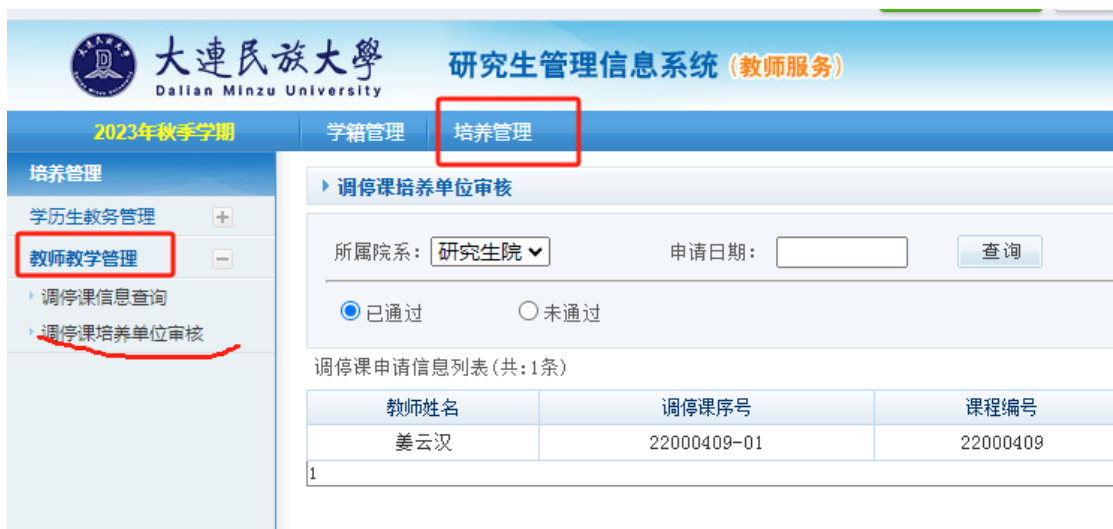 大連民族大學
Dalian Minzu University
研究生管理信息系统(教师服务)
2023年秋季学期 学籍管理 培养管理
培养管理
学历生教务管理
教师教学管理
调停课信息查询
调停课培养单位审核
调停课培养单位审核
所属院系: 研究生院 申请日期: 查询
已通过 未通过
调停课申请信息列表(共:1条)
教师姓名 调停课序号 课程编号
姜云汉 22000409-01 22000409
1